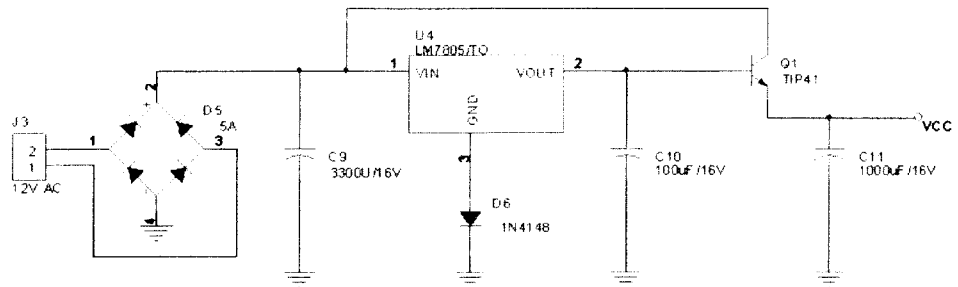 U4
LM7805/TO
1
VIN
VOUT
2
GND
3
Q1
TIP41
VCC
J3
2
1
12V AC
1
2
+
D5
5A
3
-
4
C9
3300U/16V
D6
1N4148
C10
100uF/16V
C11
1000uF/16V